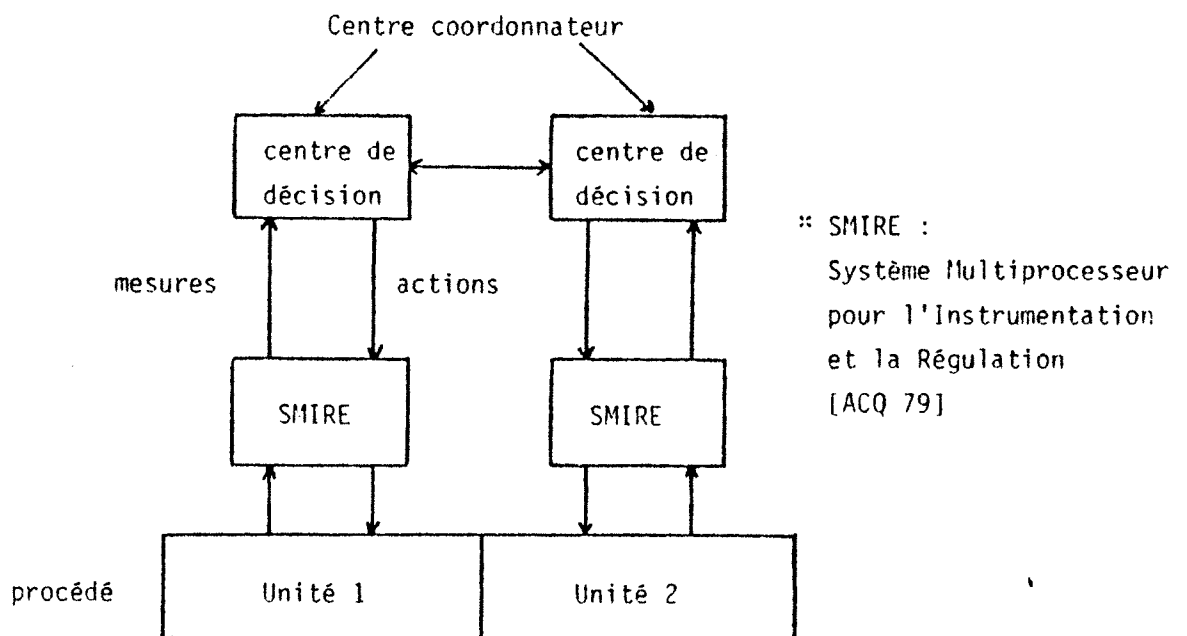 Centre coordonnateur
centre de
décision
centre de
décision
mesures
actions
SMIRE
SMIRE
* SMIRE :
Système Multiprocesseur
pour l'Instrumentation
et la Régulation
[ACQ 79]
procédé
Unité 1
Unité 2